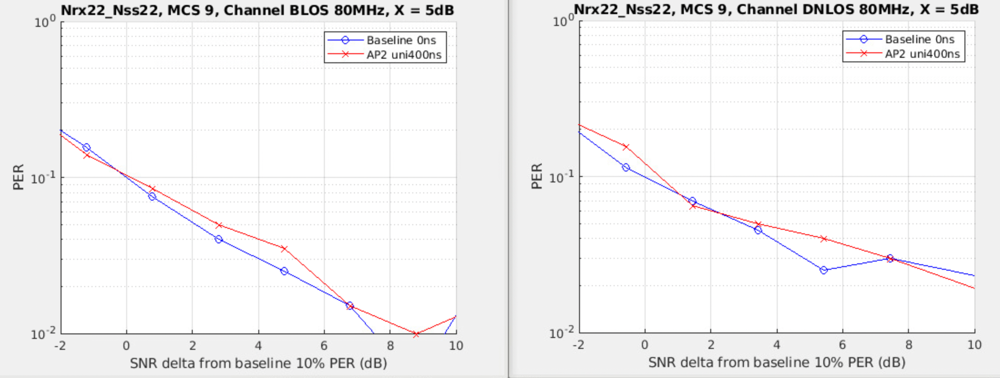 Nrx22_Nss22, MCS 9, Channel BLOS 80MHz, X = 5dB
Baseline 0ns
AP2 uni400ns
10^0
10^-1
10^-2
PER
-2 0 2 4 6 8 10
SNR delta from baseline 10% PER (dB)
Nrx22_Nss22, MCS 9, Channel DNLOS 80MHz, X = 5dB
Baseline 0ns
AP2 uni400ns
10^0
10^-1
10^-2
PER
-2 0 2 4 6 8 10
SNR delta from baseline 10% PER (dB)